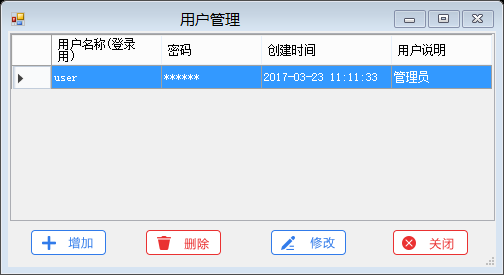 用户管理
用户名称(登录用) 密码 创建时间 用户说明
user ****** 2017-03-23 11:11:33 管理员
增加 删除 修改 关闭